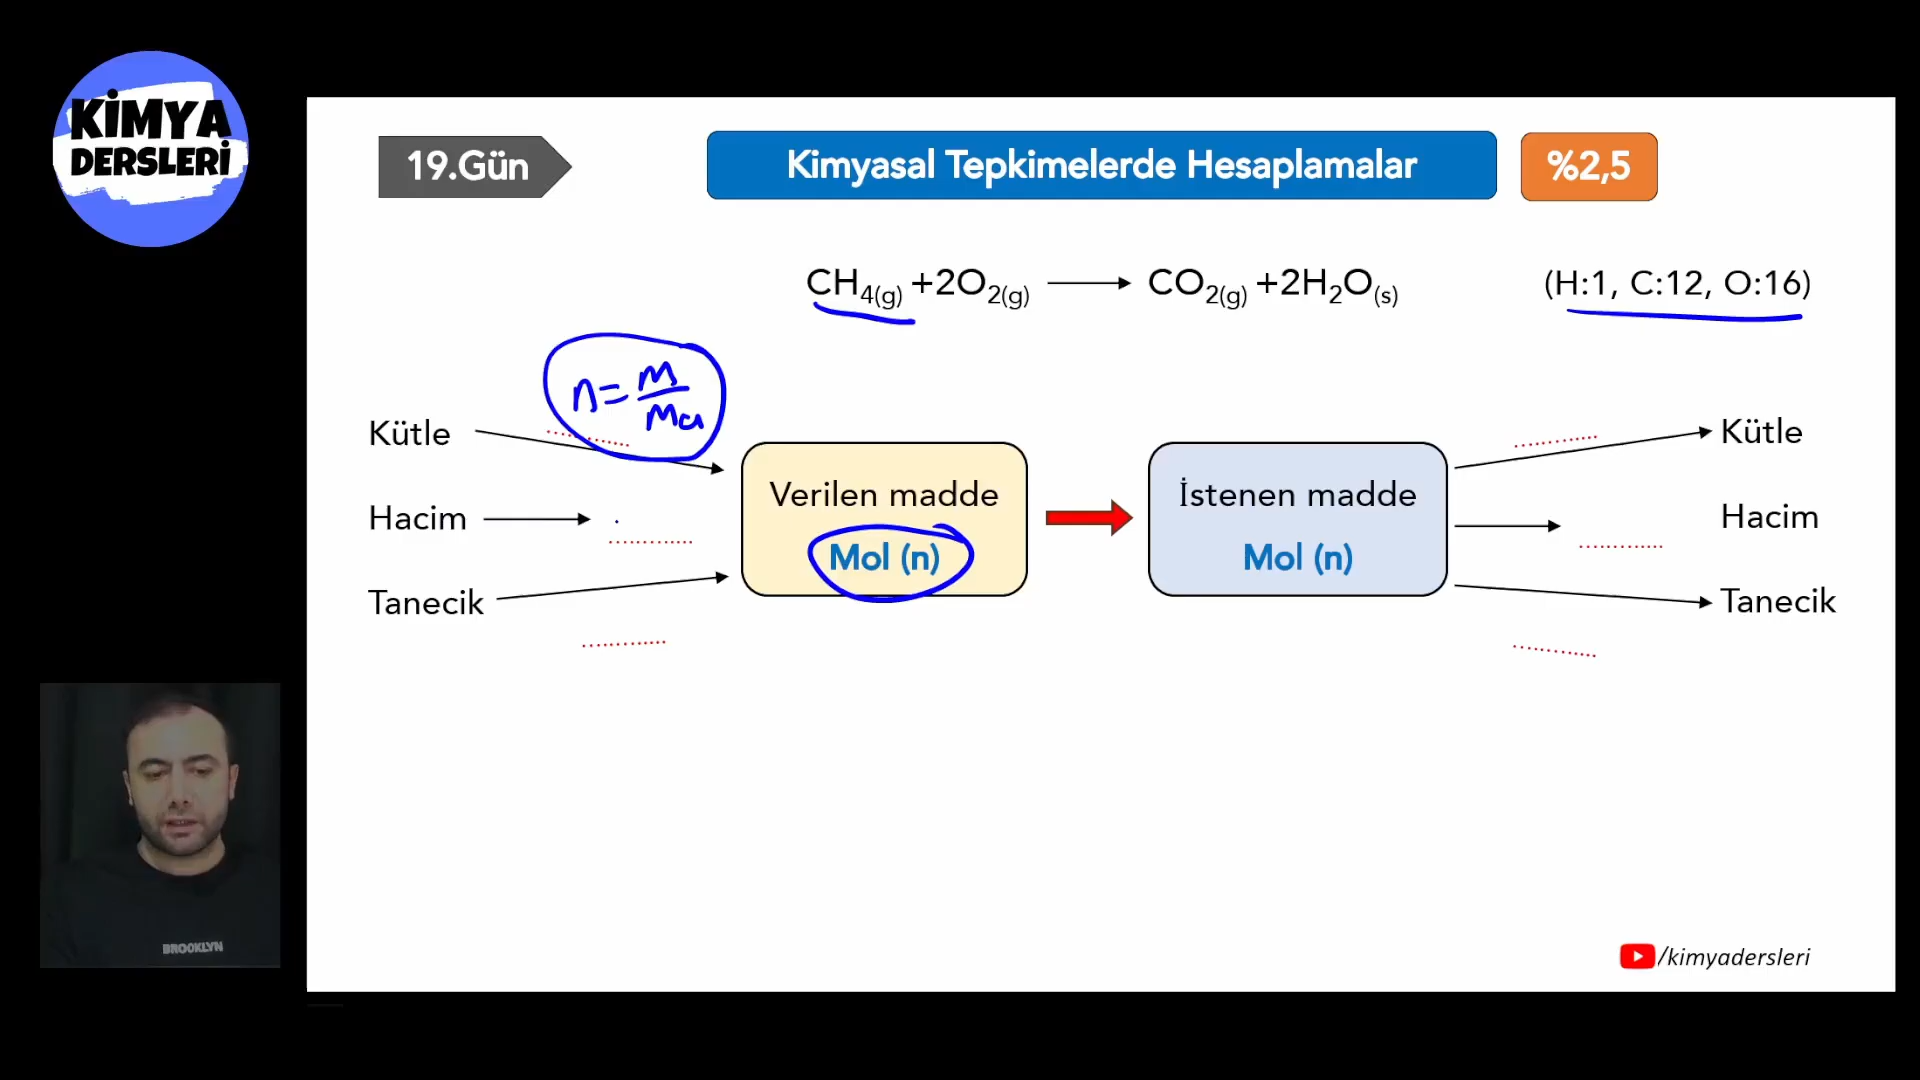 KİMYA
DERSLERİ
19.Gün
Kimyasal Tepkimelerde Hesaplamalar
%2,5
CH₄(g) +2O₂(g) ⟶ CO₂(g) +2H₂O(s)
(H:1, C:12, O:16)
n = m / ma
Kütle
Hacim
Tanecik
Verilen madde
Mol (n)
İstenen madde
Mol (n)
Kütle
Hacim
Tanecik
BROOKLYN
/kimyadersleri